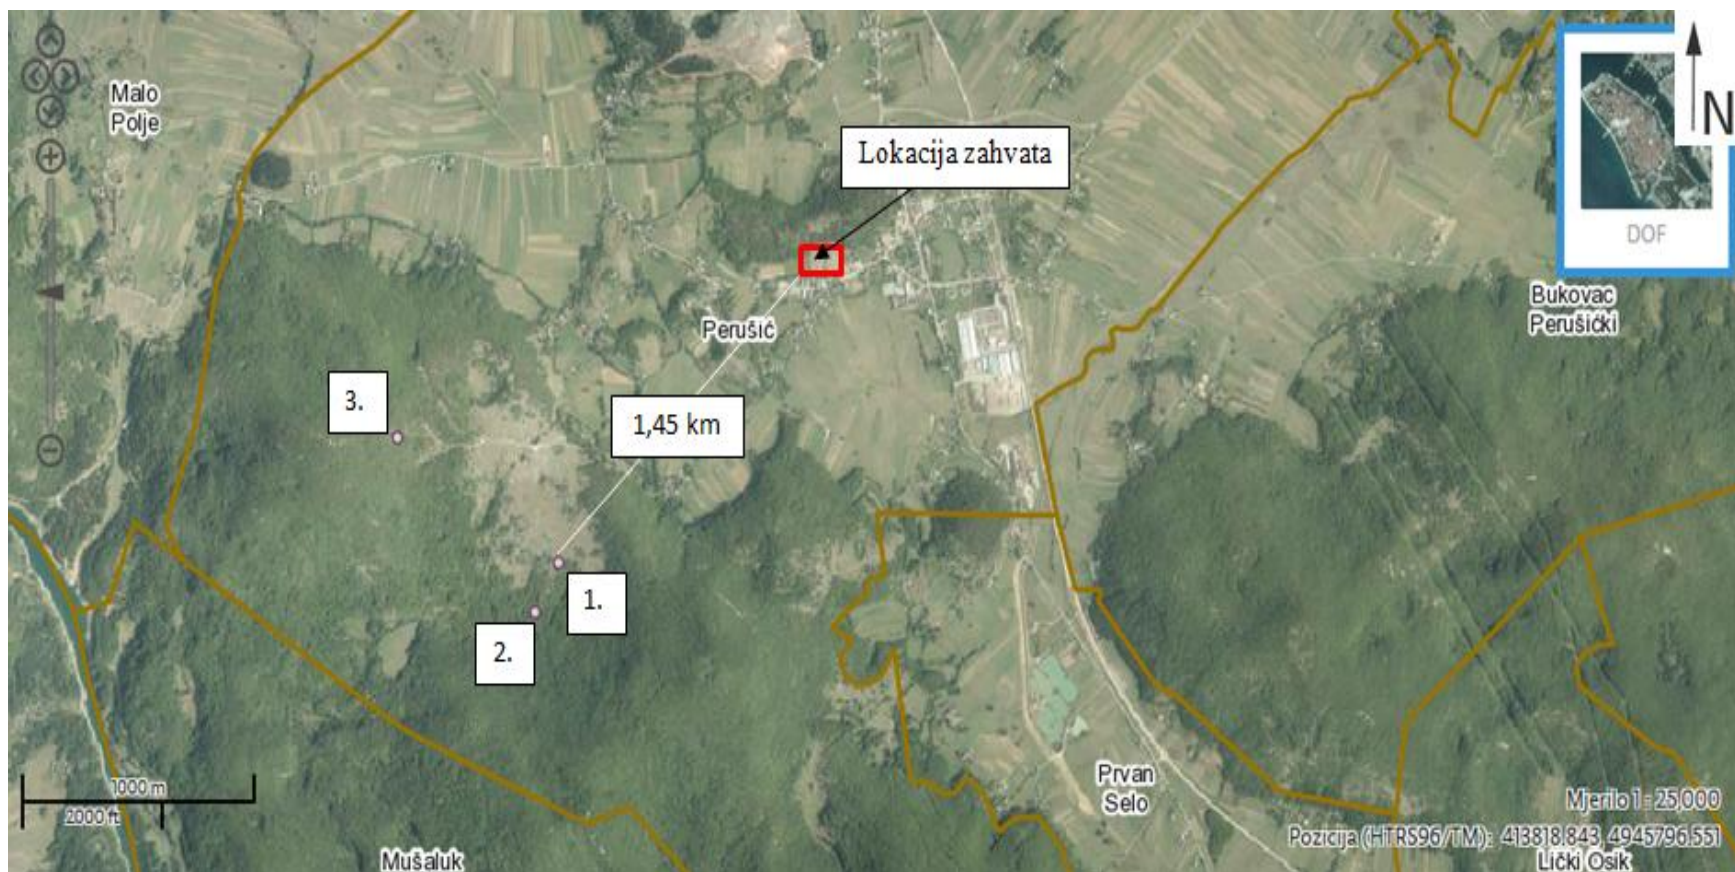 Malo
Polje
N
Lokacija zahvata
DOF
Bukovac
Perušićki
Perušić
3.
1,45 km
1.
2.
Prvan
Selo
1000 m
2000 ft
Mjerilo 1 : 25,000
Pozicija (HTRS96/TM): 413818.843, 4945796.551
Mušaluk
Lički Osik